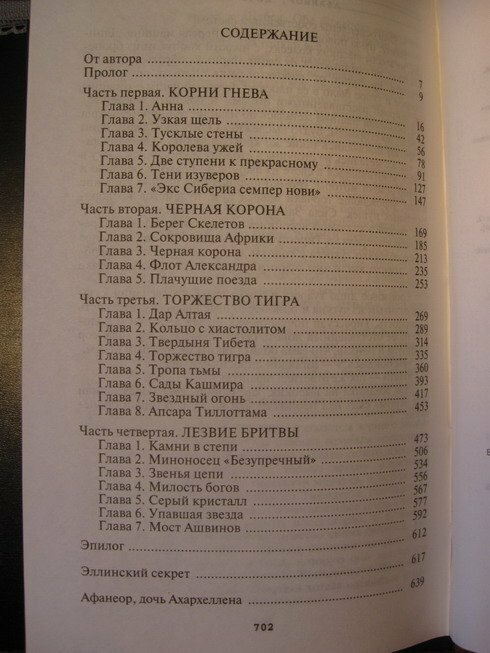 СОДЕРЖАНИЕ
От автора ........ 7
Пролог ........ 9
Часть первая. КОРНИ ГНЕВА
Глава 1. Анна ........ 16
Глава 2. Узкая щель ........ 42
Глава 3. Тусклые стены ........ 56
Глава 4. Королева ужей ........ 78
Глава 5. Две ступени к прекрасному ........ 91
Глава 6. Тени изуверов ........ 127
Глава 7. «Экс Сибериа семпер нови» ........ 147
Часть вторая. ЧЕРНАЯ КОРОНА
Глава 1. Берег Скелетов ........ 169
Глава 2. Сокровища Африки ........ 185
Глава 3. Черная корона ........ 213
Глава 4. Флот Александра ........ 235
Глава 5. Плачущие поезда ........ 253
Часть третья. ТОРЖЕСТВО ТИГРА
Глава 1. Дар Алтая ........ 269
Глава 2. Кольцо с хиастолитом ........ 289
Глава 3. Твердыня Тибета ........ 314
Глава 4. Торжество тигра ........ 335
Глава 5. Тропа тьмы ........ 360
Глава 6. Сады Кашмира ........ 393
Глава 7. Звездный огонь ........ 417
Глава 8. Апсара Тиллоттама ........ 453
Часть четвертая. ЛЕЗВИЕ БРИТВЫ
Глава 1. Камни в степи ........ 473
Глава 2. Миноносец «Безупречный» ........ 506
Глава 3. Звенья цепи ........ 534
Глава 4. Милость богов ........ 556
Глава 5. Серый кристалл ........ 567
Глава 6. Упавшая звезда ........ 577
Глава 7. Мост Ашвинов ........ 592
Эпилог ........ 612
Эллинский секрет ........ 617
Афанеор, дочь Ахархеллена ........ 639
702